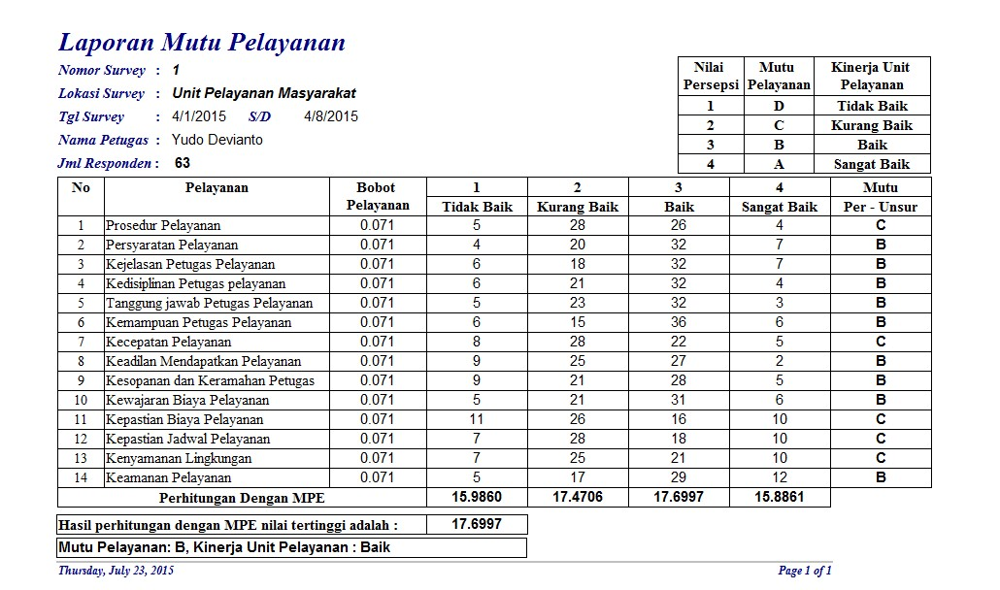 Laporan Mutu Pelayanan
Nomor Survey : 1
Lokasi Survey : Unit Pelayanan Masyarakat
Tgl Survey : 4/1/2015 S/D 4/8/2015
Nama Petugas : Yudo Devianto
Jml Responden : 63
Nilai Persepsi Mutu Pelayanan Kinerja Unit Pelayanan
1 D Tidak Baik
2 C Kurang Baik
3 B Baik
4 A Sangat Baik
No Pelayanan Bobot Pelayanan 1 2 3 4 Mutu
Tidak Baik Kurang Baik Baik Sangat Baik Per - Unsur
1 Prosedur Pelayanan 0.071 5 28 26 4 C
2 Persyaratan Pelayanan 0.071 4 20 32 7 B
3 Kejelasan Petugas Pelayanan 0.071 6 18 32 7 B
4 Kedisiplinan Petugas pelayanan 0.071 6 21 32 4 B
5 Tanggung jawab Petugas Pelayanan 0.071 5 23 32 3 B
6 Kemampuan Petugas Pelayanan 0.071 6 15 36 6 B
7 Kecepatan Pelayanan 0.071 8 28 22 5 C
8 Keadilan Mendapatkan Pelayanan 0.071 9 25 27 2 B
9 Kesopanan dan Keramahan Petugas 0.071 9 21 28 5 B
10 Kewajaran Biaya Pelayanan 0.071 5 21 31 6 B
11 Kepastian Biaya Pelayanan 0.071 11 26 16 10 C
12 Kepastian Jadwal Pelayanan 0.071 7 28 18 10 C
13 Kenyamanan Lingkungan 0.071 7 25 21 10 C
14 Keamanan Pelayanan 0.071 5 17 29 12 B
Perhitungan Dengan MPE 15.9860 17.4706 17.6997 15.8861
Hasil perhitungan dengan MPE nilai tertinggi adalah : 17.6997
Mutu Pelayanan: B, Kinerja Unit Pelayanan : Baik
Thursday, July 23, 2015 Page 1 of 1